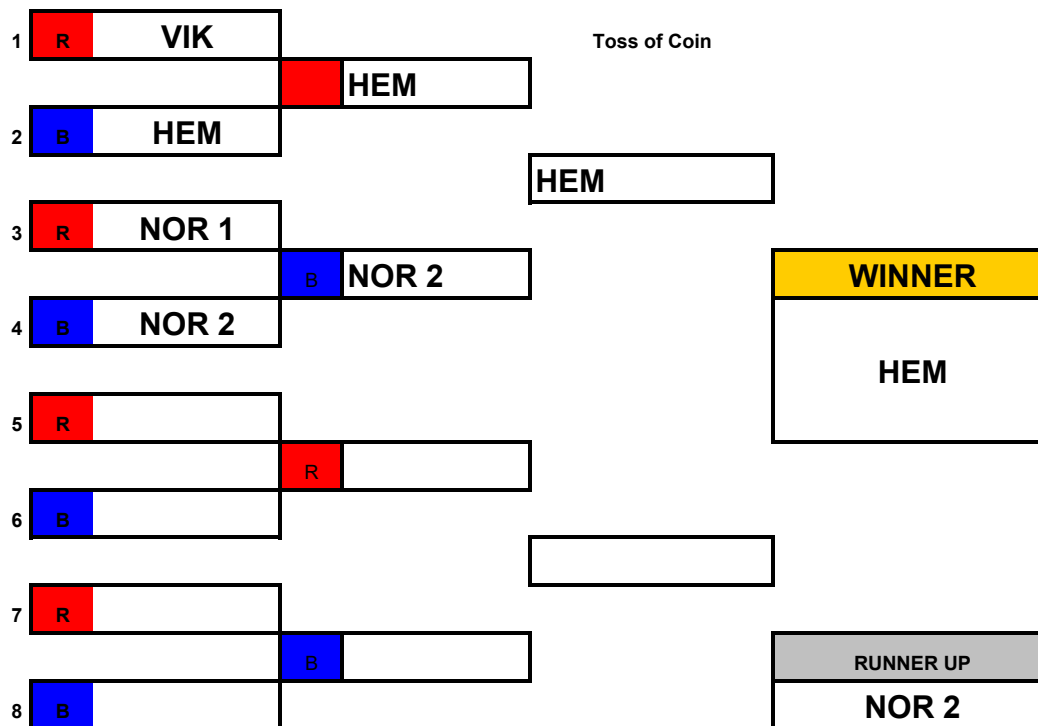 1 R VIK Toss of Coin
HEM
2 B HEM
HEM
3 R NOR 1
B NOR 2 WINNER
4 B NOR 2
HEM
5 R
R
6 B
7 R
B RUNNER UP
8 B NOR 2